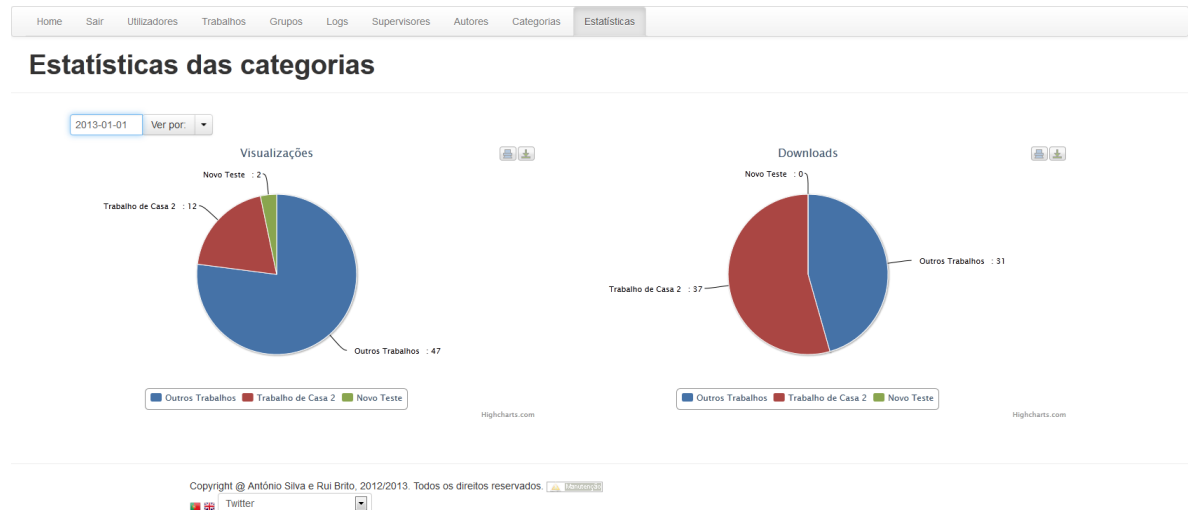 Home Sair Utilizadores Trabalhos Grupos Logs Supervisores Autores Categorias Estatísticas
Estatísticas das categorias
2013-01-01 Ver por:
Visualizações
Novo Teste : 2
Trabalho de Casa 2 : 12
Outros Trabalhos : 47
Outros Trabalhos Trabalho de Casa 2 Novo Teste
Highcharts.com
Downloads
Novo Teste : 0
Outros Trabalhos : 31
Trabalho de Casa 2 : 37
Outros Trabalhos Trabalho de Casa 2 Novo Teste
Highcharts.com
Copyright @ António Silva e Rui Brito, 2012/2013. Todos os direitos reservados.
Twitter